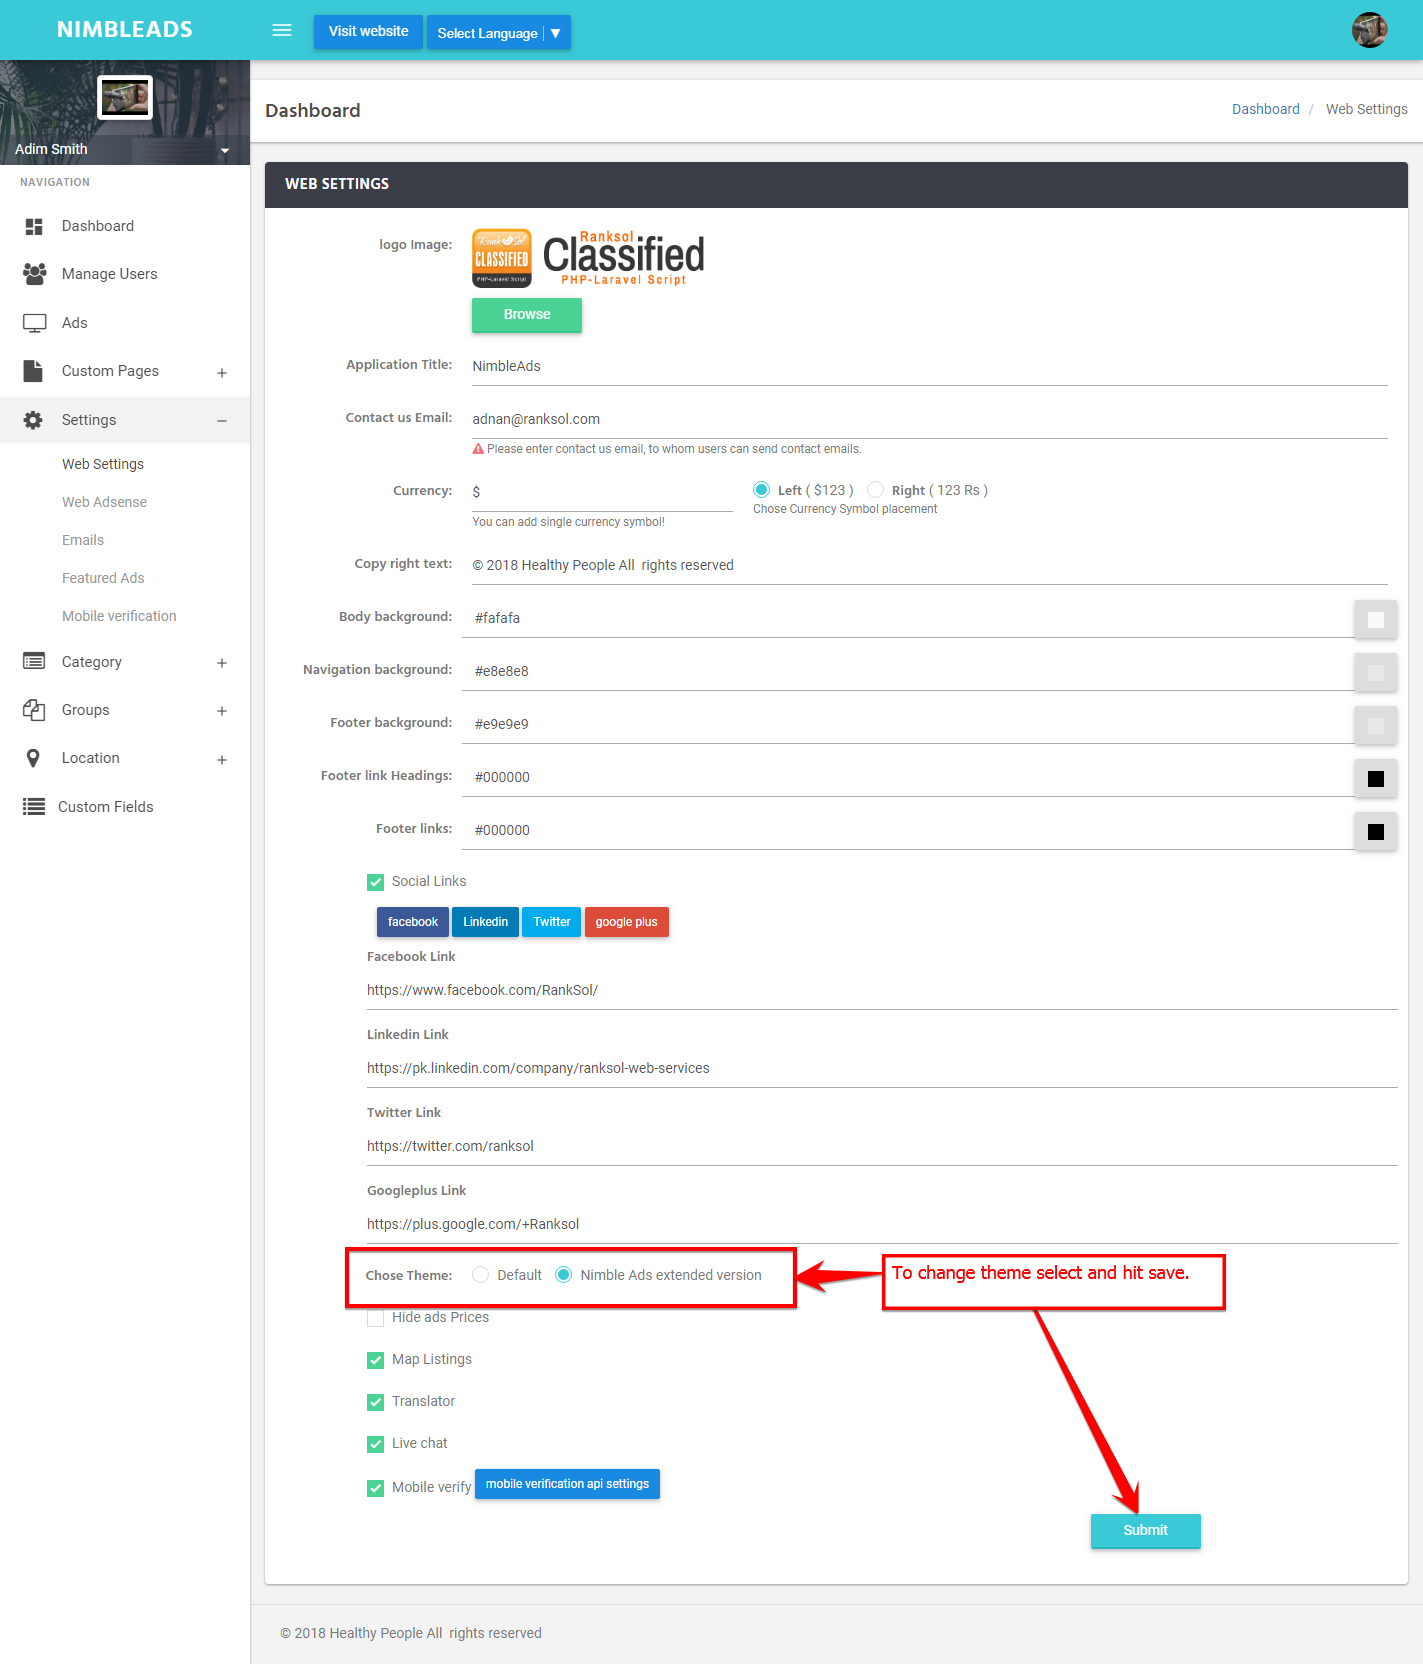 NIMBLEADS
Visit website
Select Language ▼
Adim Smith
NAVIGATION
Dashboard
Manage Users
Ads
Custom Pages +
Settings −
Web Settings
Web Adsense
Emails
Featured Ads
Mobile verification
Category +
Groups +
Location +
Custom Fields
Dashboard
Dashboard / Web Settings
WEB SETTINGS
logo Image:
Rank Sol
CLASSIFIED
PHP-Laravel Script
Ranksol
Classified
PHP-Laravel Script
Browse
Application Title: NimbleAds
Contact us Email: adnan@ranksol.com
Please enter contact us email, to whom users can send contact emails.
Currency: $ Left ( $123 ) Right ( 123 Rs )
You can add single currency symbol! Chose Currency Symbol placement
Copy right text: © 2018 Healthy People All  rights reserved
Body background: #fafafa
Navigation background: #e8e8e8
Footer background: #e9e9e9
Footer link Headings: #000000
Footer links: #000000
Social Links
facebook Linkedin Twitter google plus
Facebook Link
https://www.facebook.com/RankSol/
Linkedin Link
https://pk.linkedin.com/company/ranksol-web-services
Twitter Link
https://twitter.com/ranksol
Googleplus Link
https://plus.google.com/+Ranksol
Chose Theme: Default Nimble Ads extended version
To change theme select and hit save.
Hide ads Prices
Map Listings
Translator
Live chat
Mobile verify mobile verification api settings
Submit
© 2018 Healthy People All  rights reserved